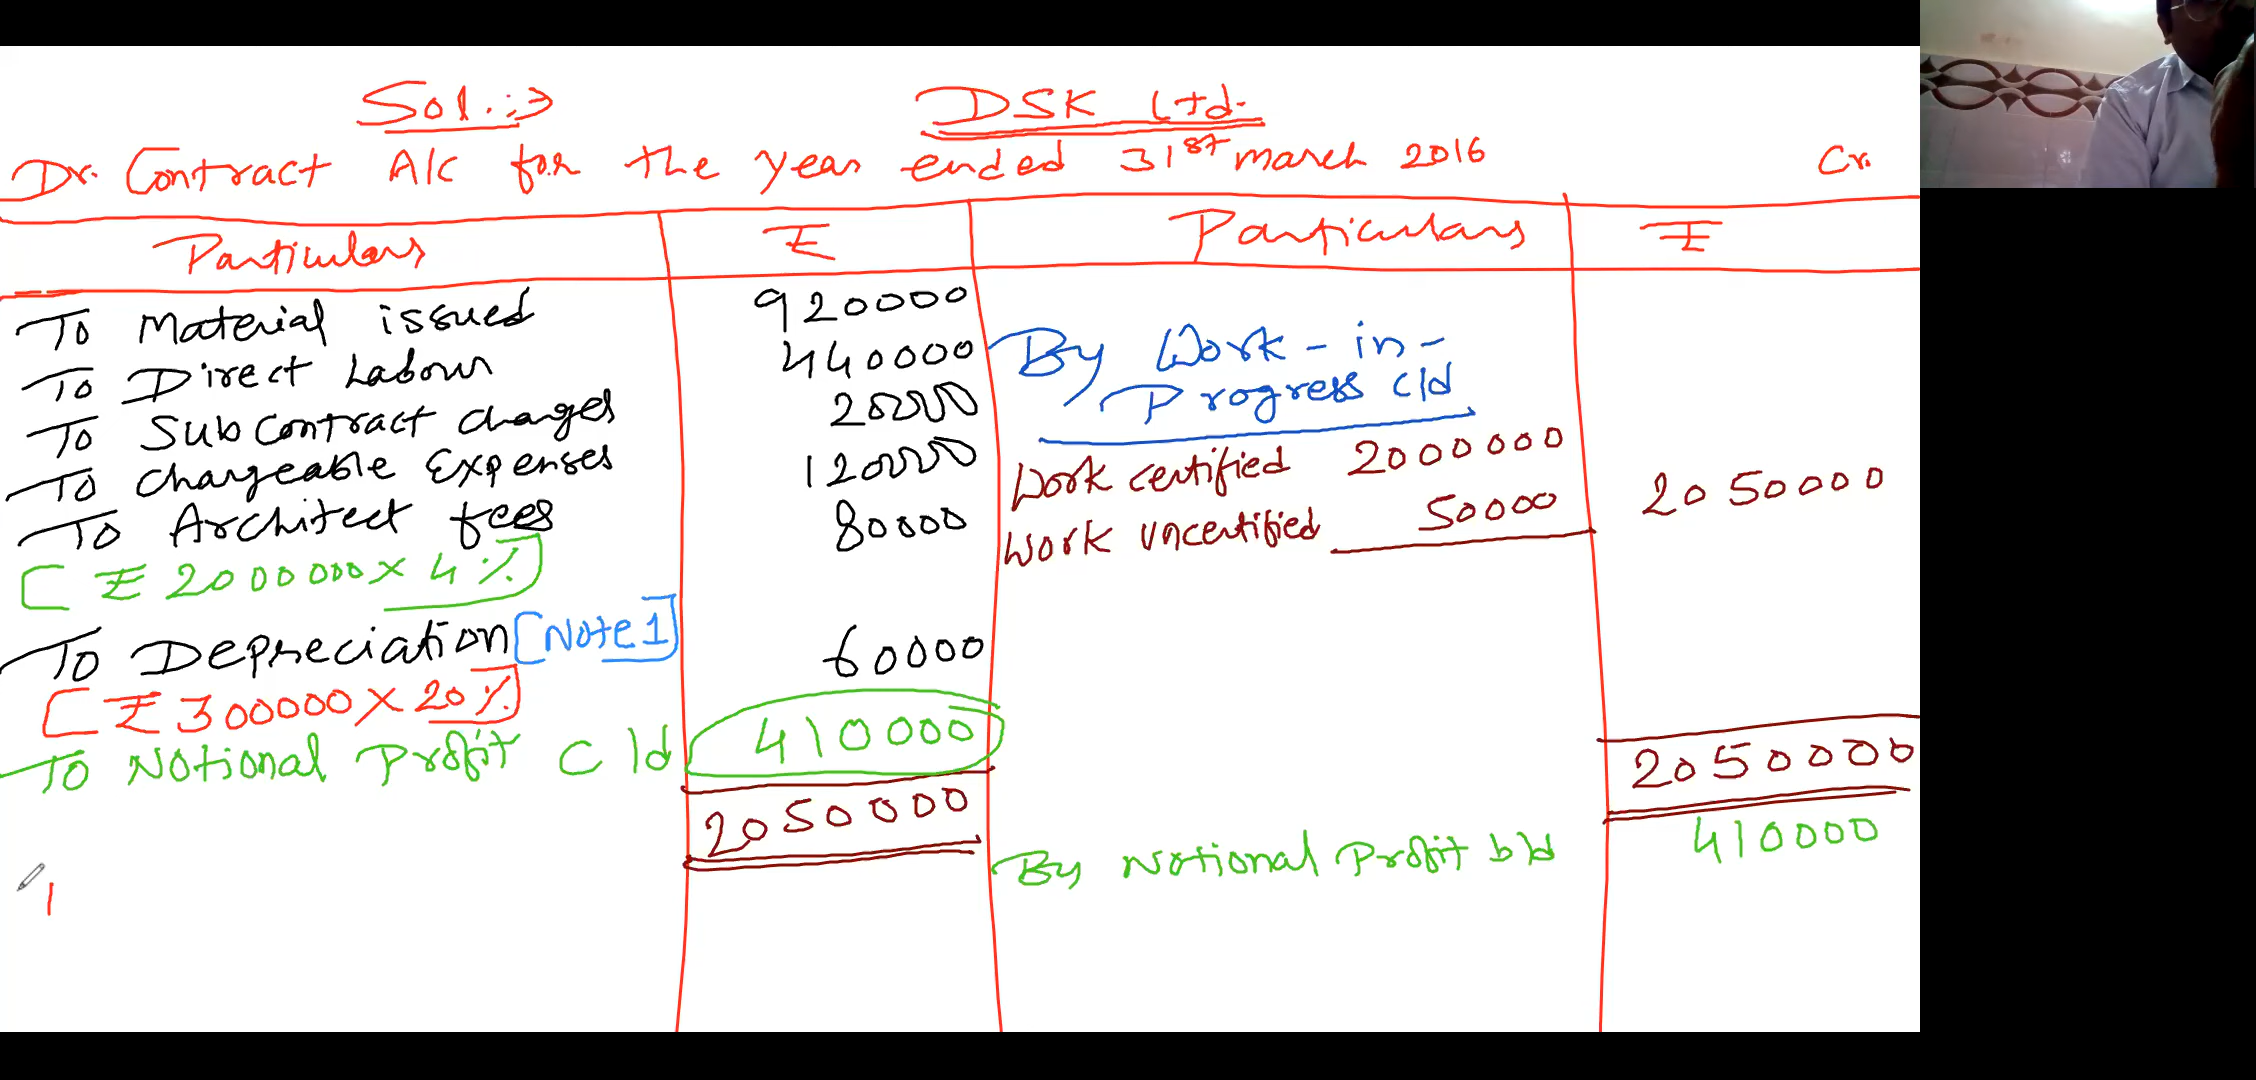 Sol. :⇒ DSK Ltd.
Dr. Contract A/c for the year ended 31st march 2016 Cr.
Particulars ₹ Particulars ₹
To Material issued 920000
To Direct Labour 440000
To Sub Contract Charges 20000
To Chargeable Expenses 120000
To Architect fees 80000
[₹ 2000000 × 4%]
To Depreciation [Note 1] 60000
[₹ 300000 × 20%]
To Notional Profit c/d 410000
2050000
By Work-in-
Progress c/d
Work certified 2000000
Work uncertified 50000 2050000
2050000
By Notional Profit b/d 410000